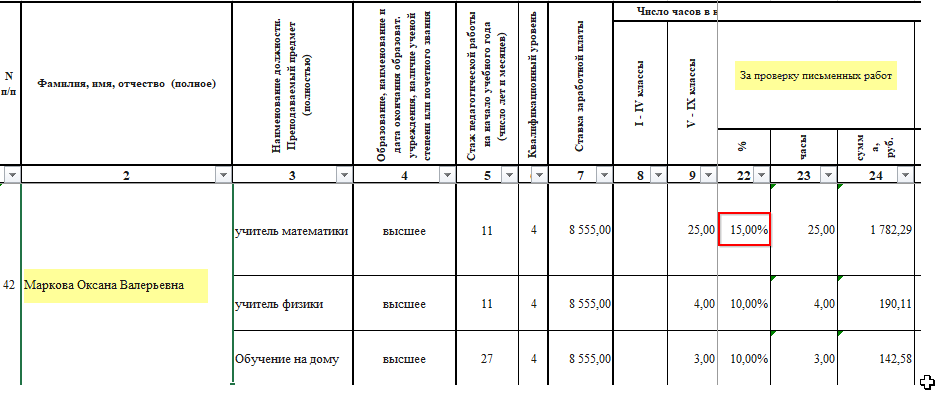 Число часов в н
N
п/п
Фамилия, имя, отчество (полное)
Наименование должности.
Преподаваемый предмет
(полностью)
Образование, наименование и
дата окончания образоват.
учреждения, наличие ученой
степени или почетного звания
Стаж педагогической работы
на начало учебного года
(число лет и месяцев)
Квалификационный уровень
Ставка заработной платы
I - IV классы
V - IX классы
За проверку письменных работ
%
часы
сумм
а,
руб.
2 3 4 5 7 8 9 22 23 24
42 Маркова Оксана Валерьевна
учитель математики высшее 11 4 8 555,00 25,00 15,00% 25,00 1 782,29
учитель физики высшее 11 4 8 555,00 4,00 10,00% 4,00 190,11
Обучение на дому высшее 27 4 8 555,00 3,00 10,00% 3,00 142,58